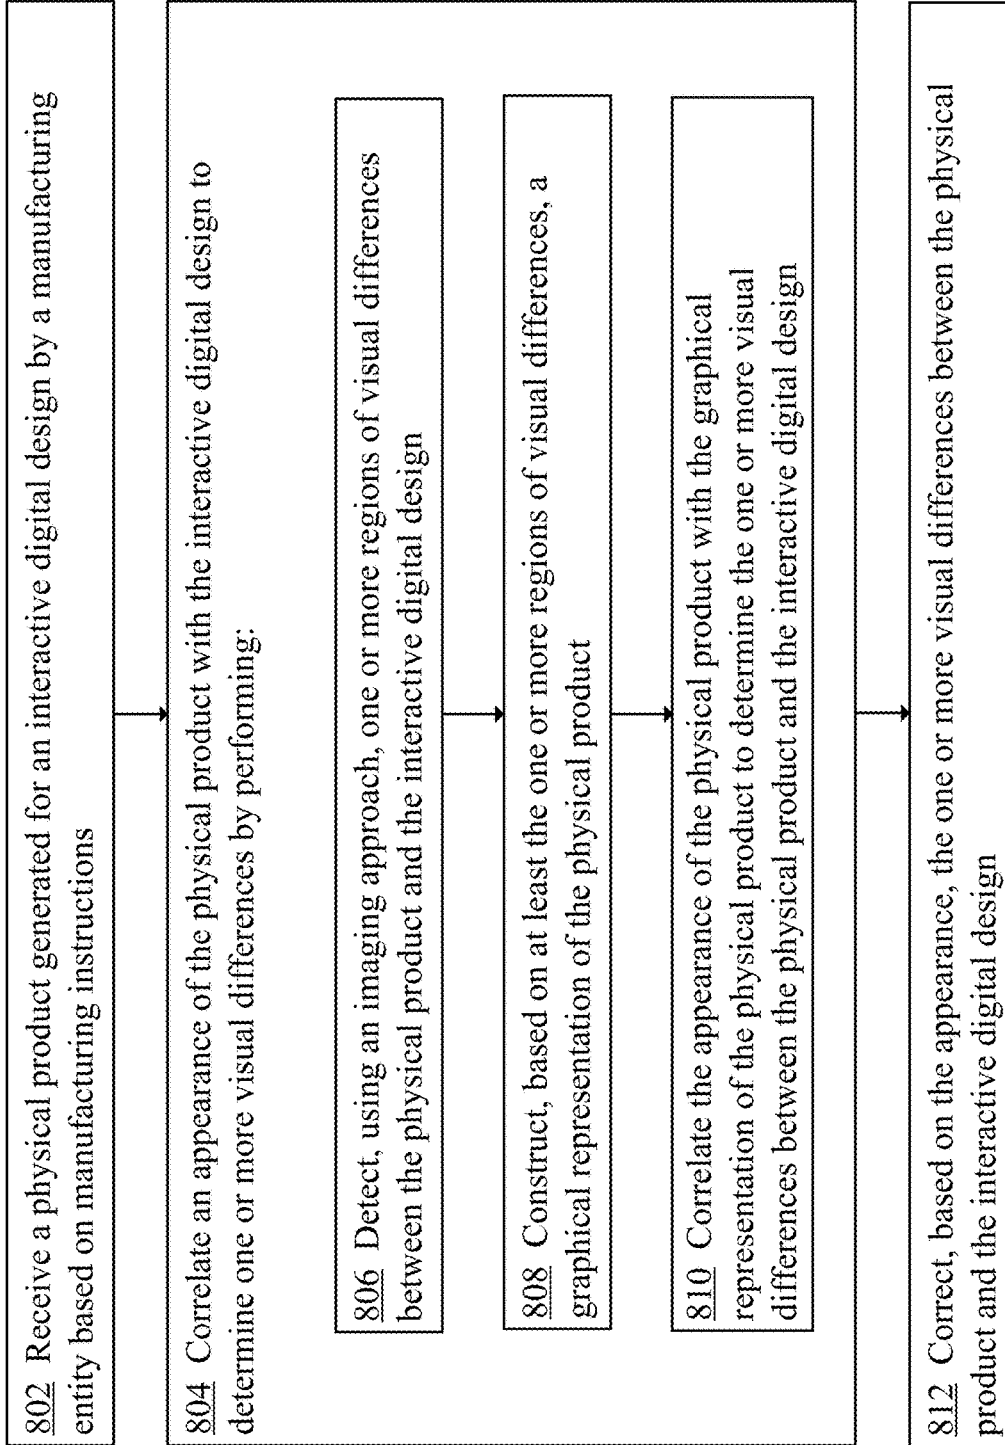 802 Receive a physical product generated for an interactive digital design by a manufacturing
entity based on manufacturing instructions
804 Correlate an appearance of the physical product with the interactive digital design to
determine one or more visual differences by performing:
806 Detect, using an imaging approach, one or more regions of visual differences
between the physical product and the interactive digital design
808 Construct, based on at least the one or more regions of visual differences, a
graphical representation of the physical product
810 Correlate the appearance of the physical product with the graphical
representation of the physical product to determine the one or more visual
differences between the physical product and the interactive digital design
812 Correct, based on the appearance, the one or more visual differences between the physical
product and the interactive digital design